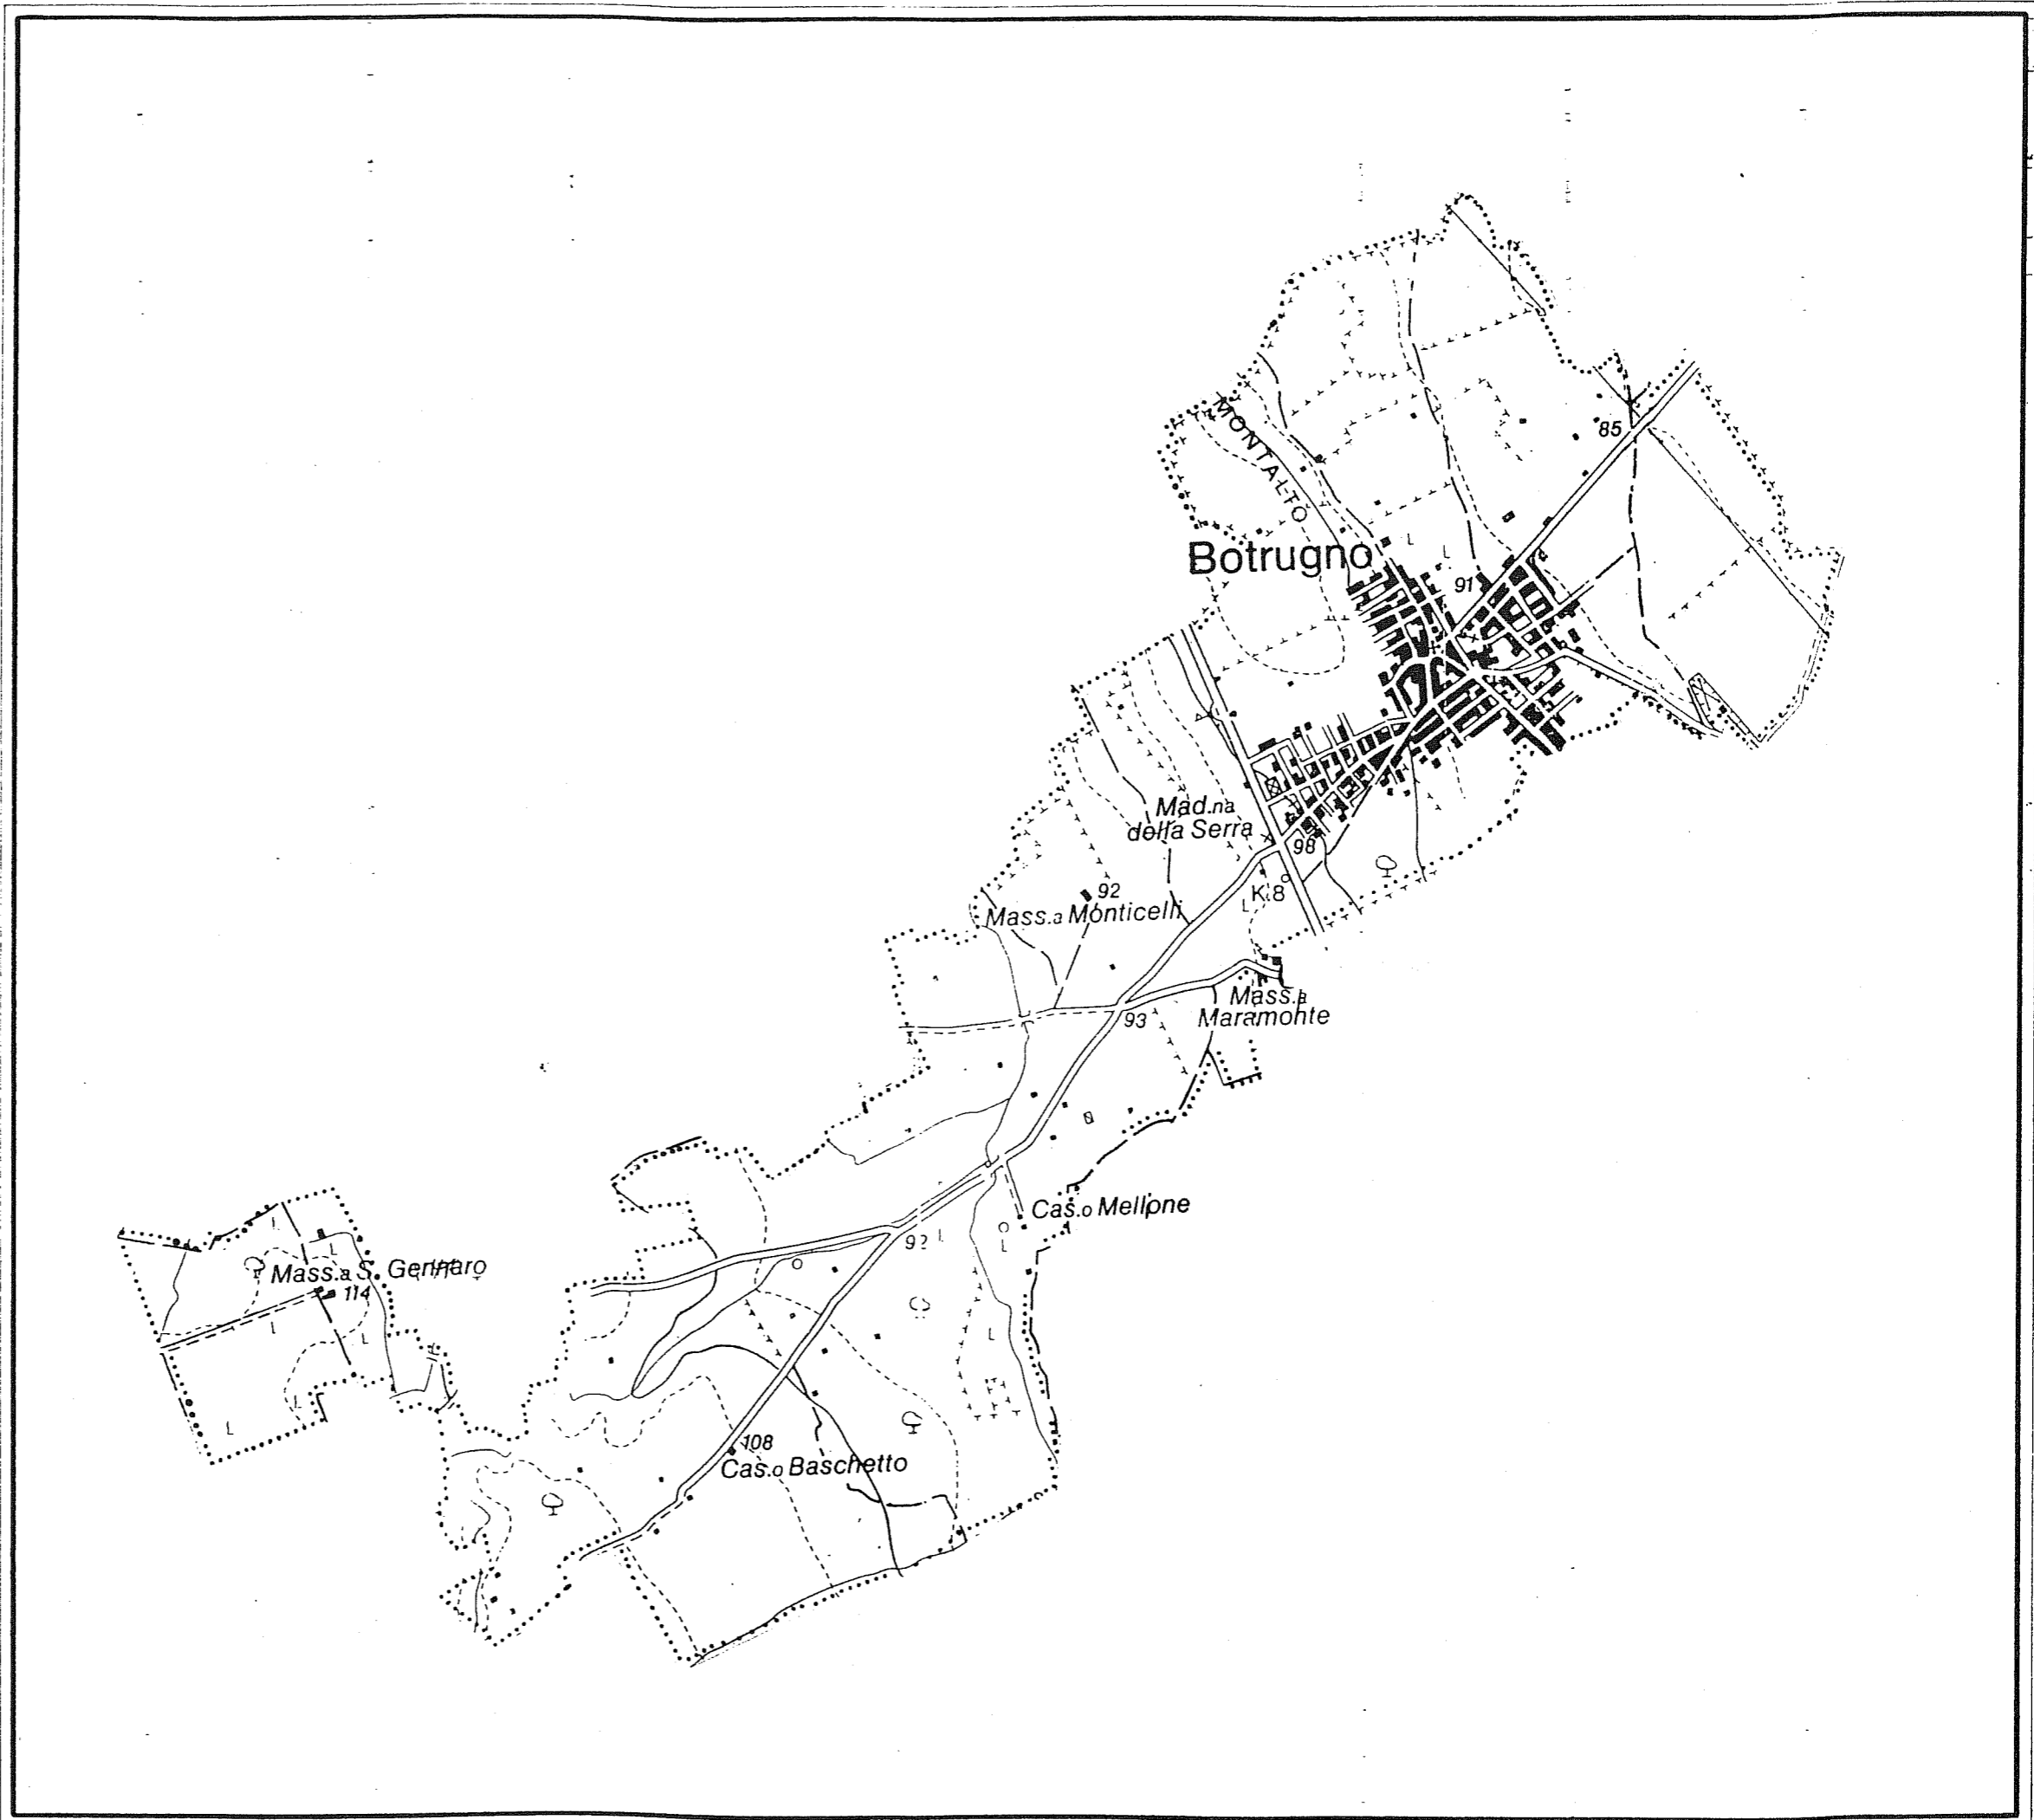 MONTALTO
85
Botrugno
91
Mad.na
della Serra
98
K.8
92
Mass.a Monticelli
Mass.a
Maramonte
93
Cas.o Mellone
92
Mass.a S. Gennaro
114
108
Cas.o Baschetto